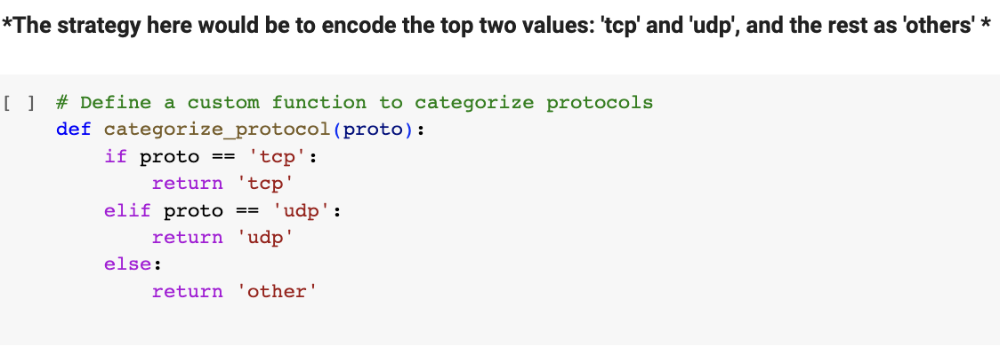 *The strategy here would be to encode the top two values: 'tcp' and 'udp', and the rest as 'others' *
[ ] # Define a custom function to categorize protocols
def categorize_protocol(proto):
    if proto == 'tcp':
        return 'tcp'
    elif proto == 'udp':
        return 'udp'
    else:
        return 'other'